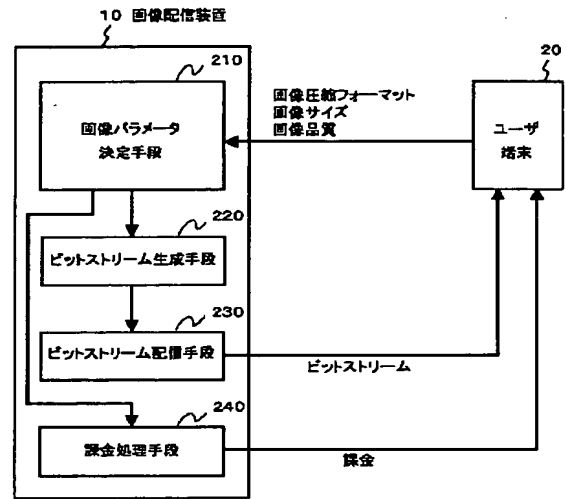 10 画像配信装置
210
画像パラメータ
決定手段
画像圧縮フォーマット
画像サイズ
画像品質
20
ユーザ
端末
220
ビットストリーム生成手段
230
ビットストリーム配信手段
ビットストリーム
240
課金処理手段
課金